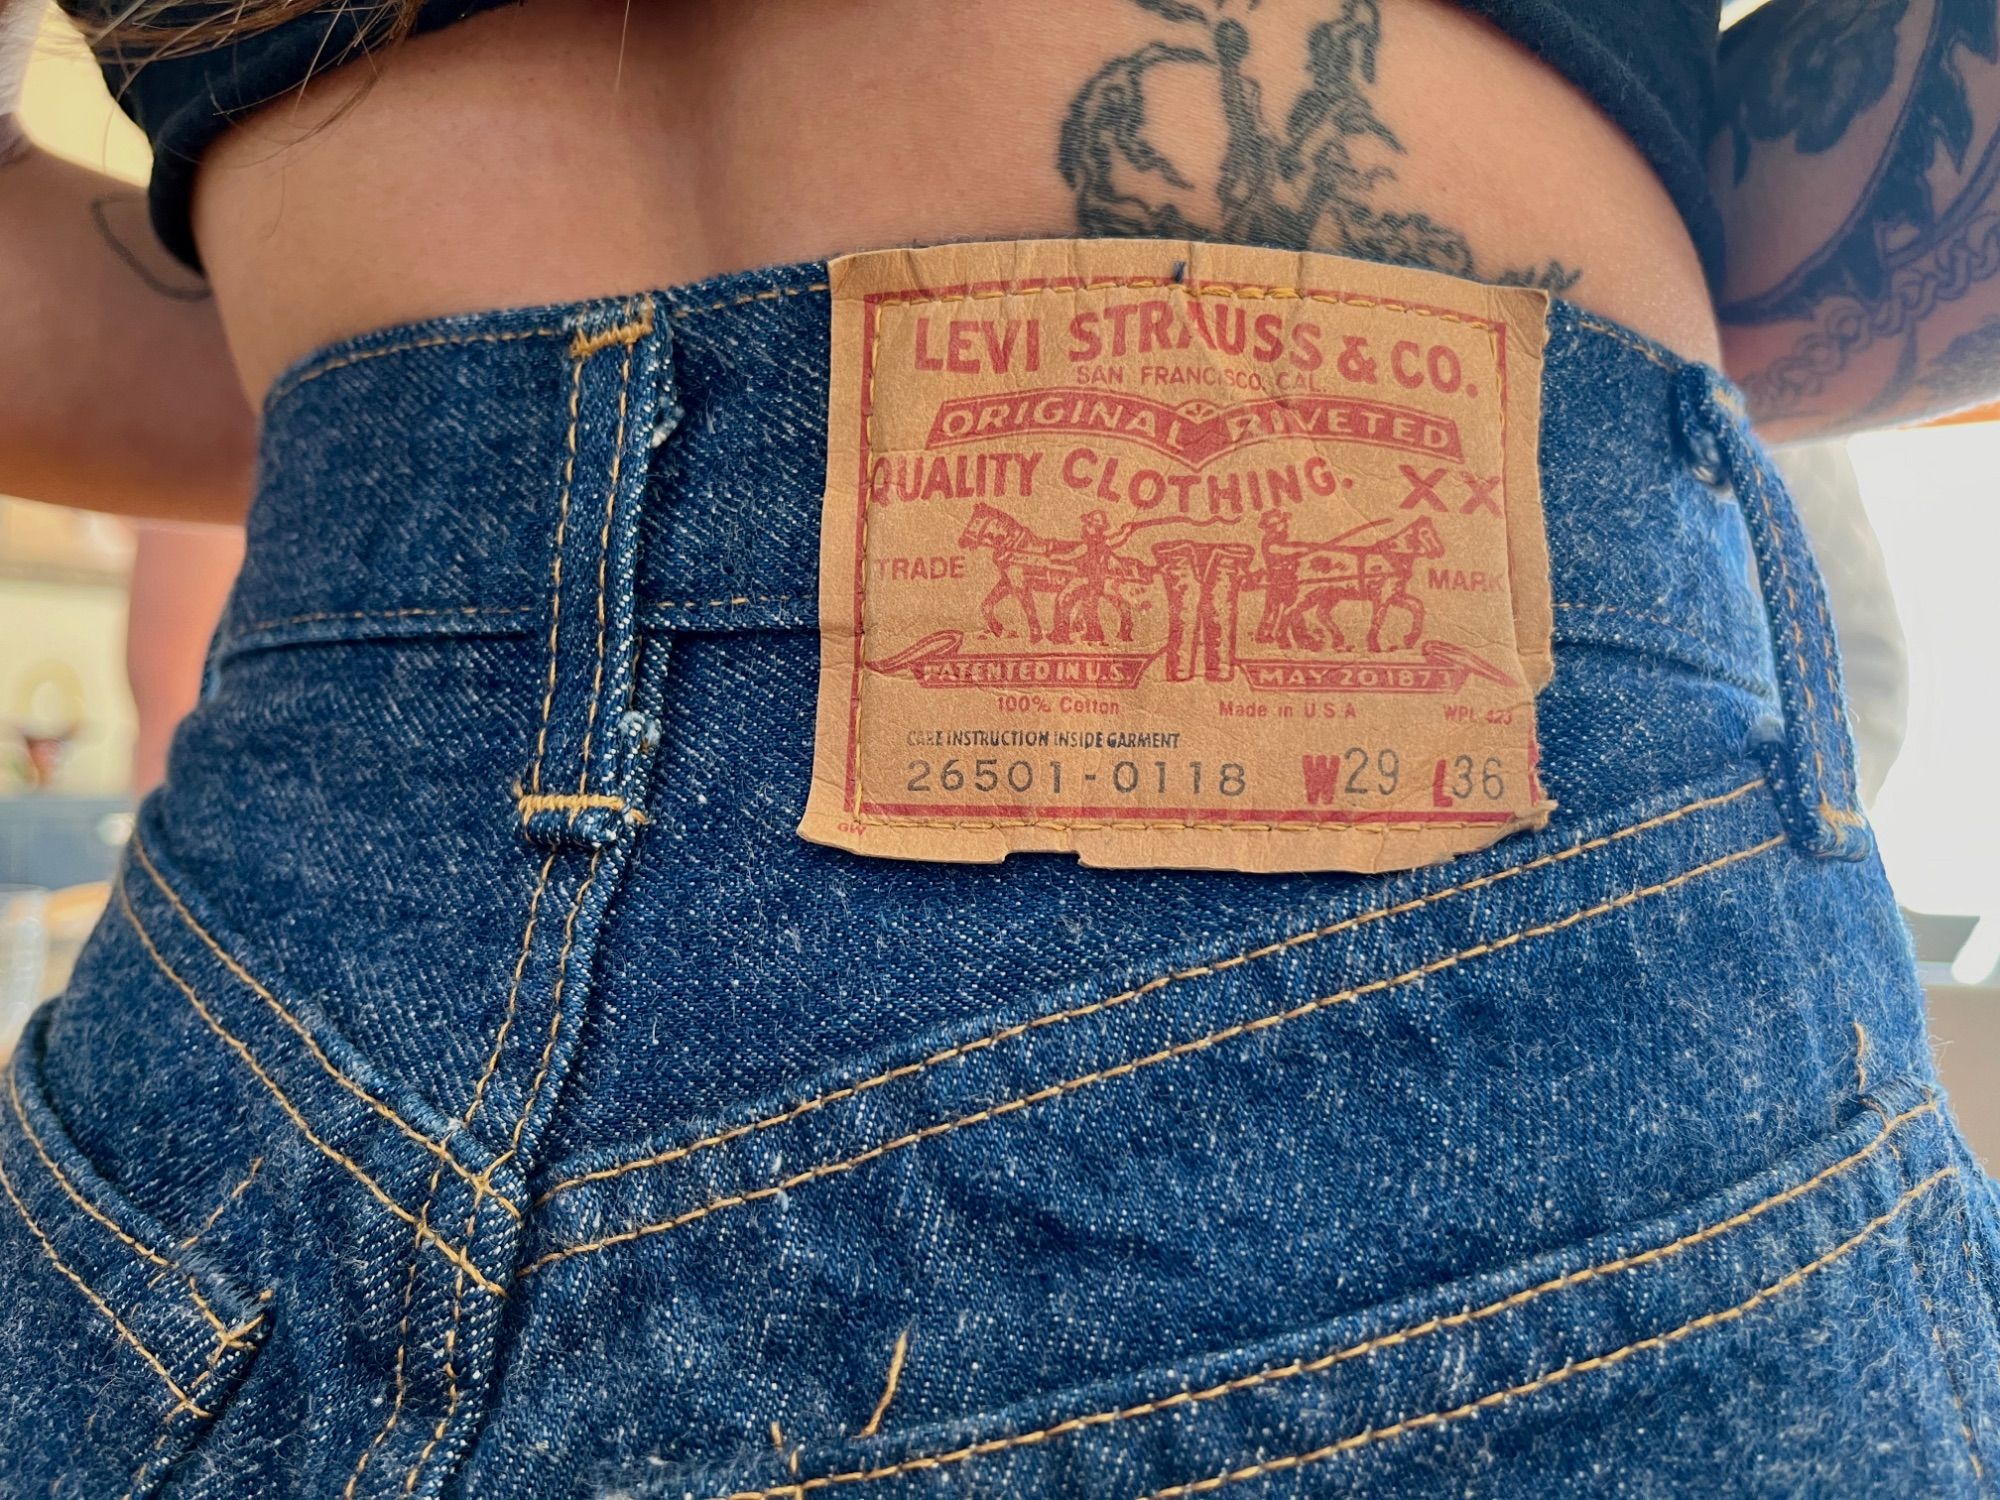 LEVI STRAUSS & CO.
SAN FRANCISCO, CAL.
ORIGINAL RIVETED
QUALITY CLOTHING. XX
TRADE MARK
PATENTED IN U.S. MAY 20 1873
100% Cotton Made in U S A WPL 423
CARE INSTRUCTION INSIDE GARMENT
26501-0118 W29 L36
GW